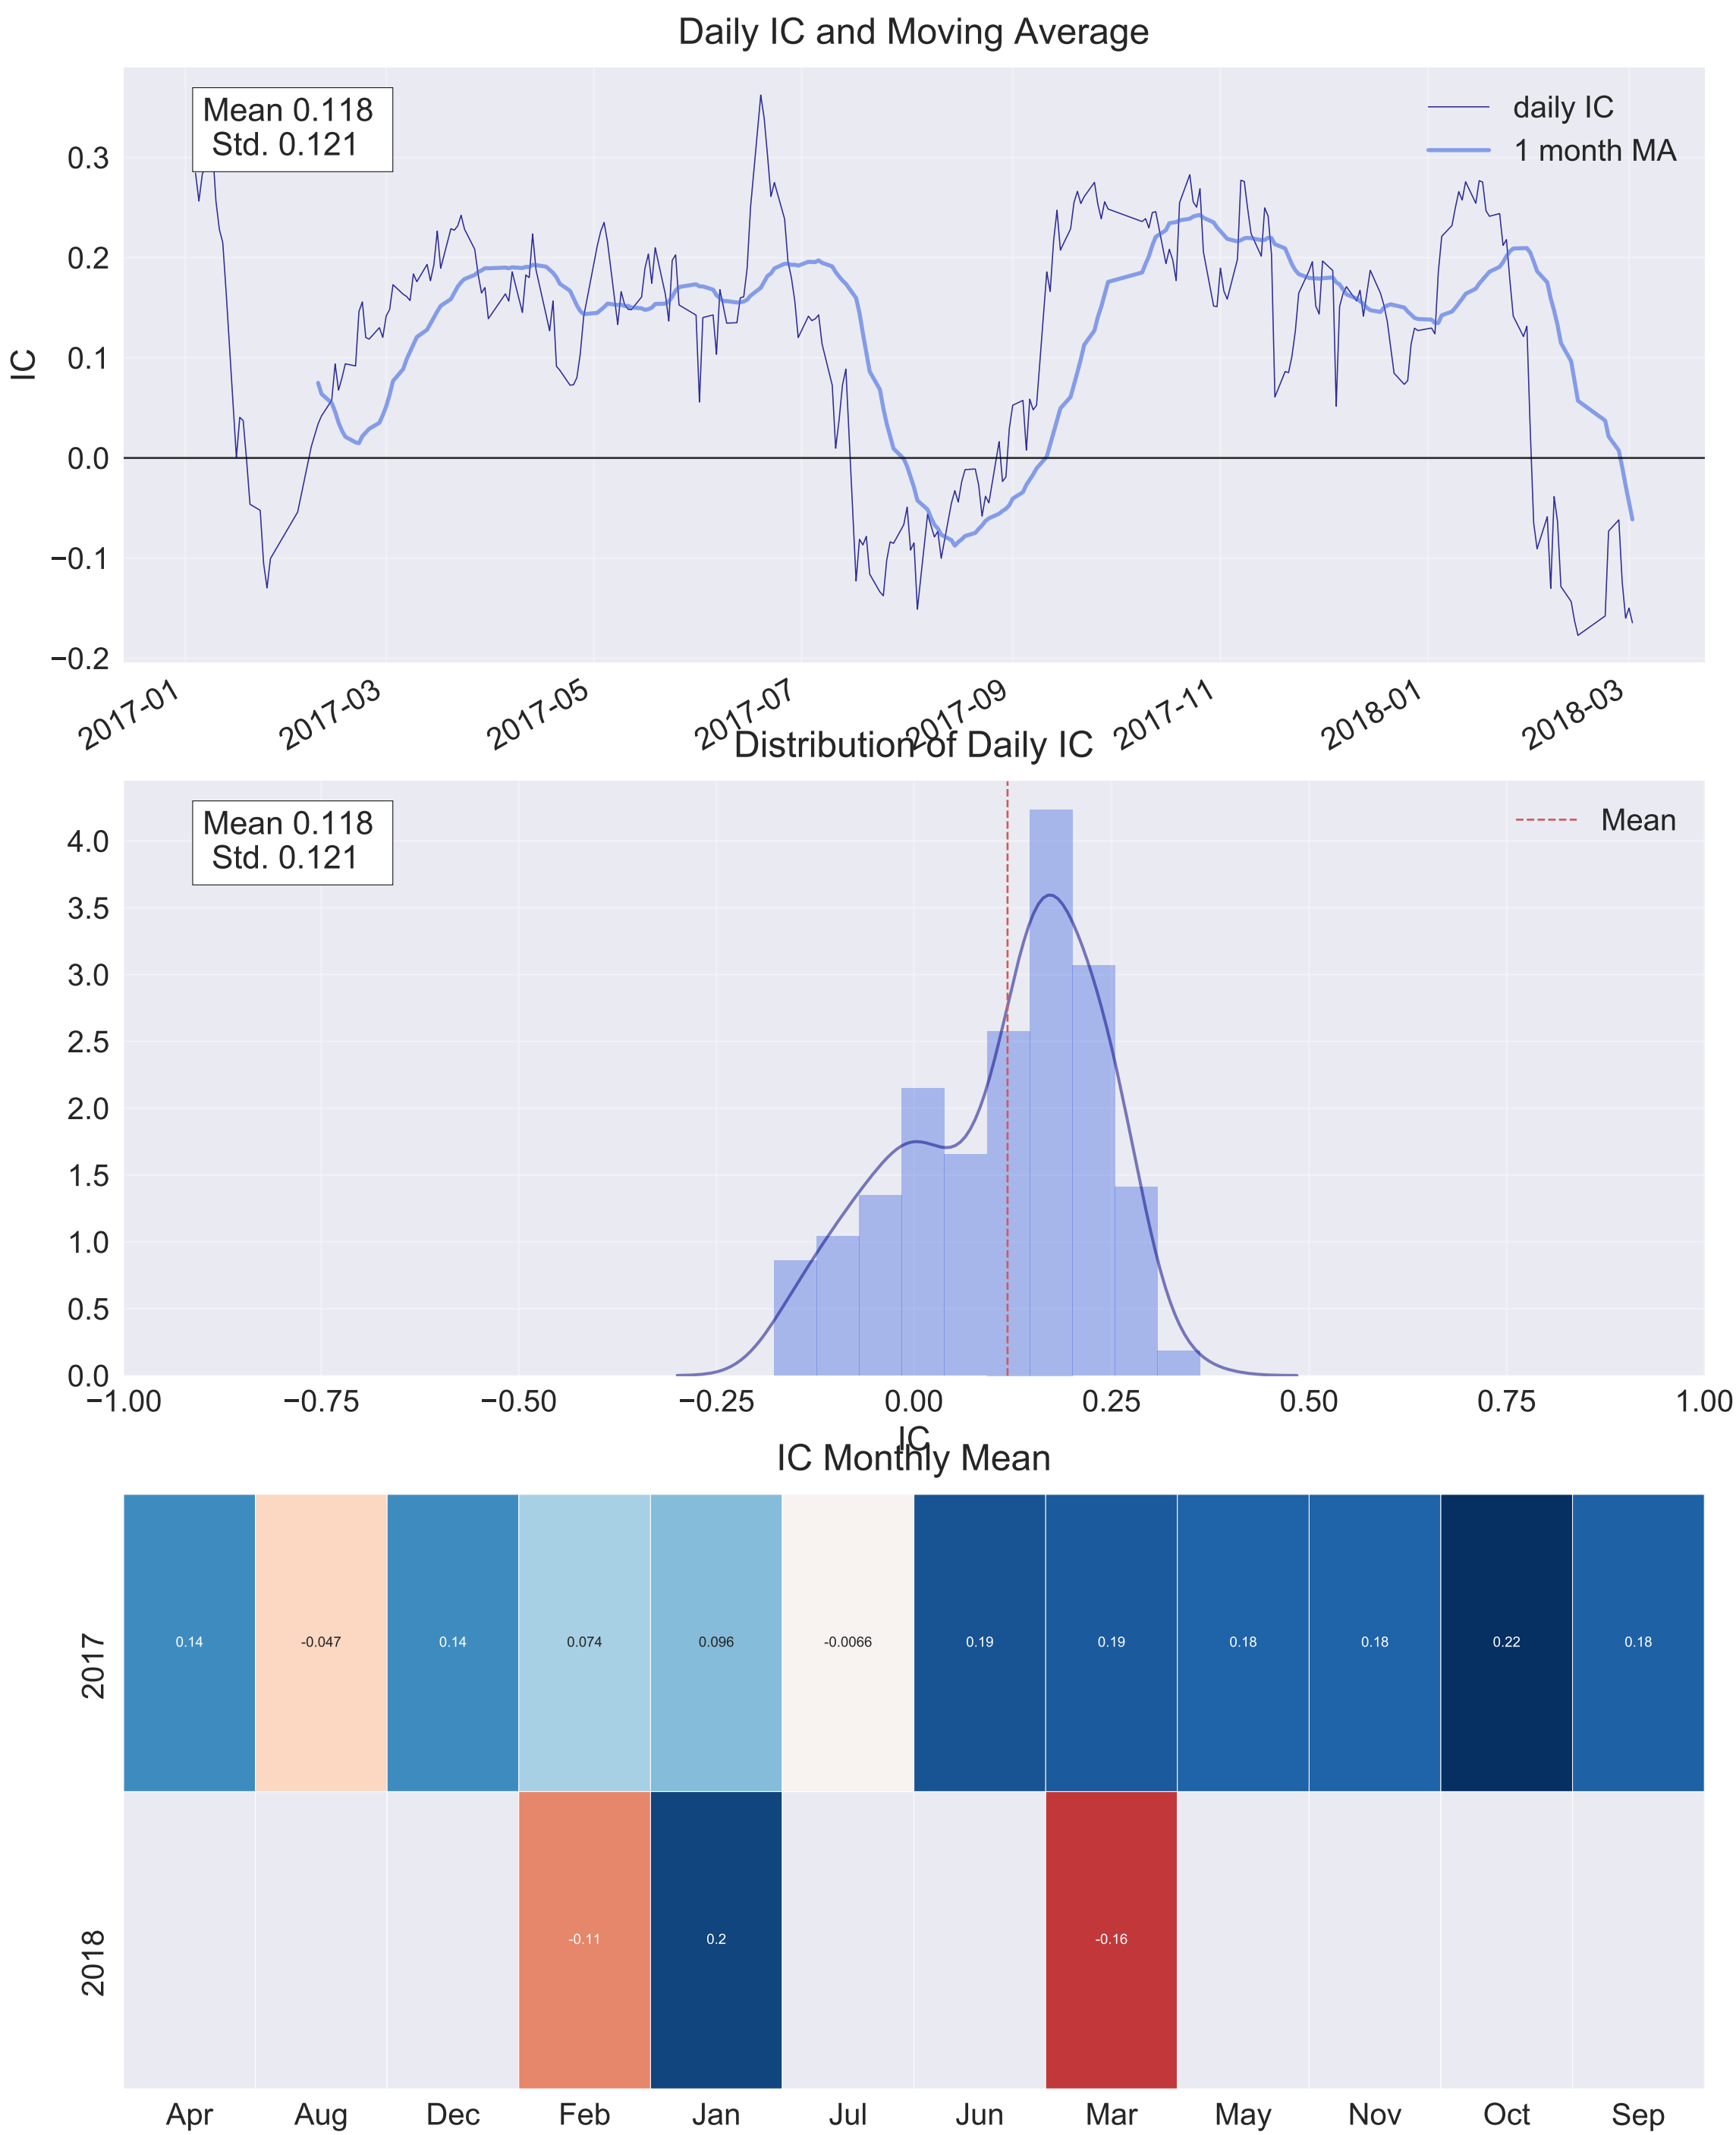 Daily IC and Moving Average
Mean 0.118
Std. 0.121
daily IC
1 month MA
IC
0.3
0.2
0.1
0.0
−0.1
−0.2
2017-01
2017-03
2017-05
2017-07
2017-09
2017-11
2018-01
2018-03
Distribution of Daily IC
Mean 0.118
Std. 0.121
Mean
4.0
3.5
3.0
2.5
2.0
1.5
1.0
0.5
0.0
−1.00 −0.75 −0.50 −0.25 0.00 0.25 0.50 0.75 1.00
IC
IC Monthly Mean
2017
0.14 -0.047 0.14 0.074 0.096 -0.0066 0.19 0.19 0.18 0.18 0.22 0.18
2018
-0.11 0.2 -0.16
Apr Aug Dec Feb Jan Jul Jun Mar May Nov Oct Sep